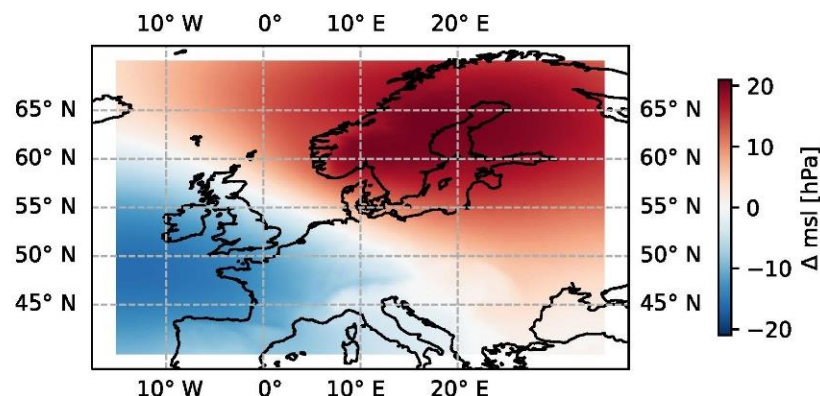 10° W 0° 10° E 20° E
65° N 65° N 20
60° N 60° N 10
55° N 55° N 0
50° N 50° N −10
45° N 45° N −20
Δ msl [hPa]
10° W 0° 10° E 20° E